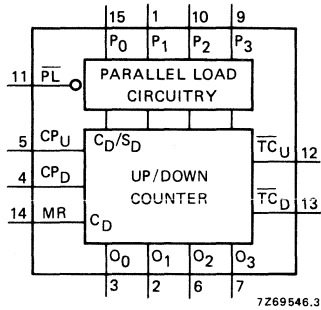 15 1 10 9
P0 P1 P2 P3
11 PL
PARALLEL LOAD
CIRCUITRY
CD/SD
5 CPU
TCU 12
UP/DOWN
4 CPD
COUNTER
TCD 13
14 MR
CD
O0 O1 O2 O3
3 2 6 7
7Z69546.3